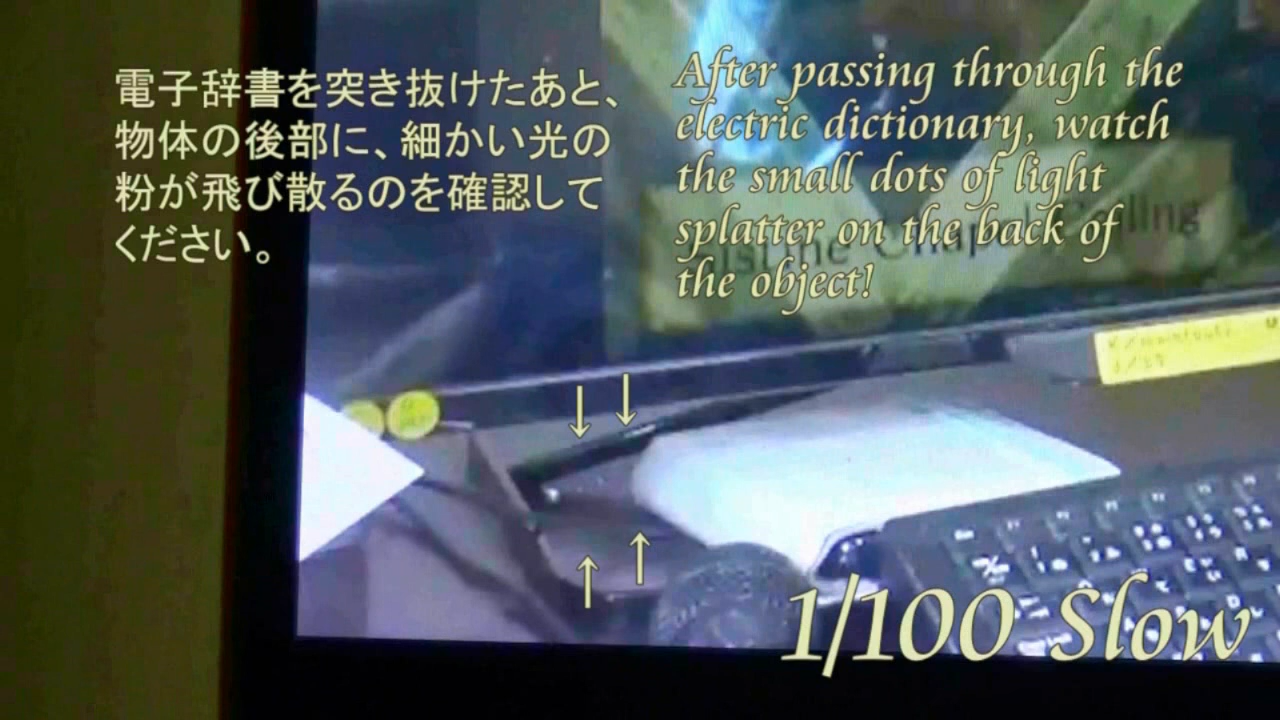 電子辞書を突き抜けたあと、
物体の後部に、細かい光の
粉が飛び散るのを確認して
ください。
After passing through the
electric dictionary, watch
the small dots of light
splatter on the back of
the object!
1/100 Slow